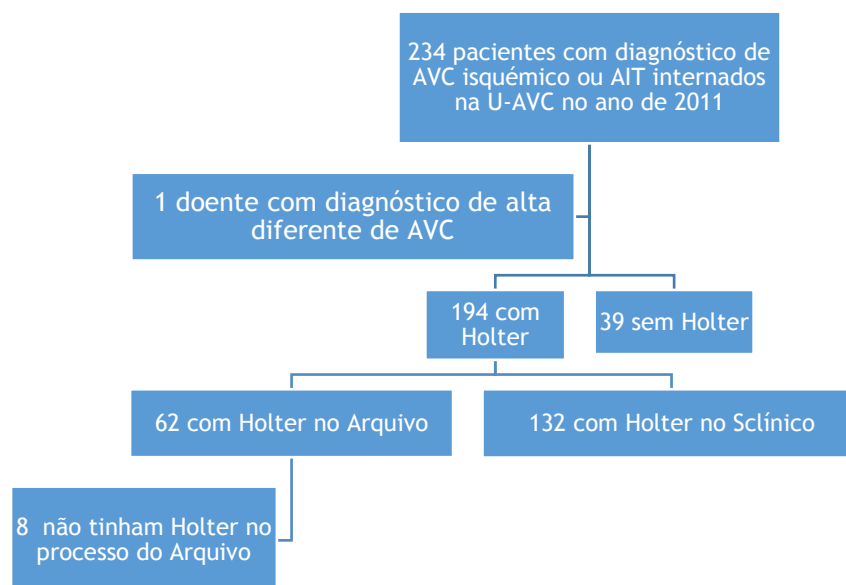 234 pacientes com diagnóstico de
AVC isquémico ou AIT internados
na U-AVC no ano de 2011
1 doente com diagnóstico de alta
diferente de AVC
194 com
Holter
39 sem Holter
62 com Holter no Arquivo
132 com Holter no Sclínico
8 não tinham Holter no
processo do Arquivo